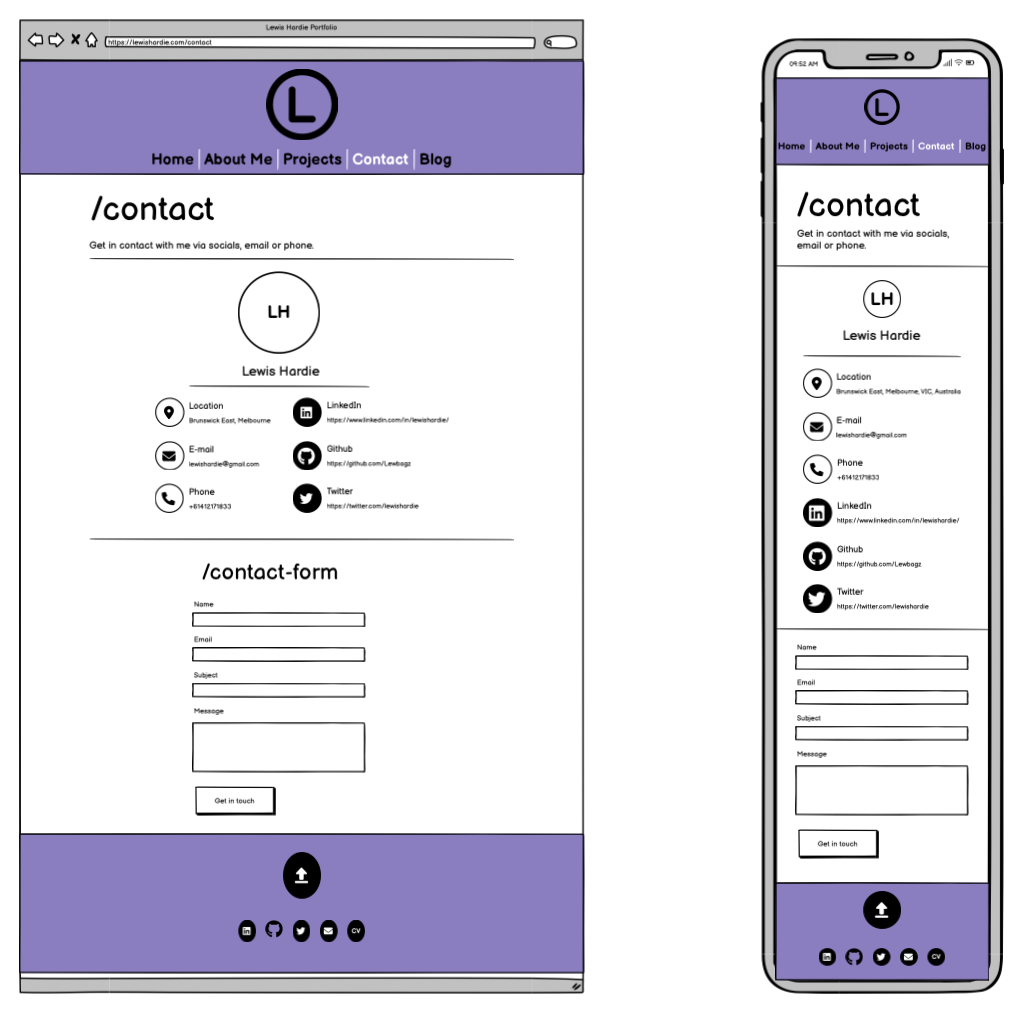 Lewis Hardie Portfolio
https://lewishardie.com/contact
L
Home About Me Projects Contact Blog
/contact
Get in contact with me via socials, email or phone.
LH
Lewis Hardie
Location
Brunswick East, Melbourne
E-mail
lewishardie@gmail.com
Phone
+61412171833
LinkedIn
https://www.linkedin.com/in/lewishardie/
Github
https://github.com/Lewbagz
Twitter
https://twitter.com/lewishardie
/contact-form
Name
Email
Subject
Message
Get in touch
in
CV
09:52 AM
L
Home About Me Projects Contact Blog
/contact
Get in contact with me via socials,
email or phone.
LH
Lewis Hardie
Location
Brunswick East, Melbourne, VIC, Australia
E-mail
lewishardie@gmail.com
Phone
+61412171833
LinkedIn
https://www.linkedin.com/in/lewishardie/
Github
https://github.com/Lewbagz
Twitter
https://twitter.com/lewishardie
Name
Email
Subject
Message
Get in touch
in
CV